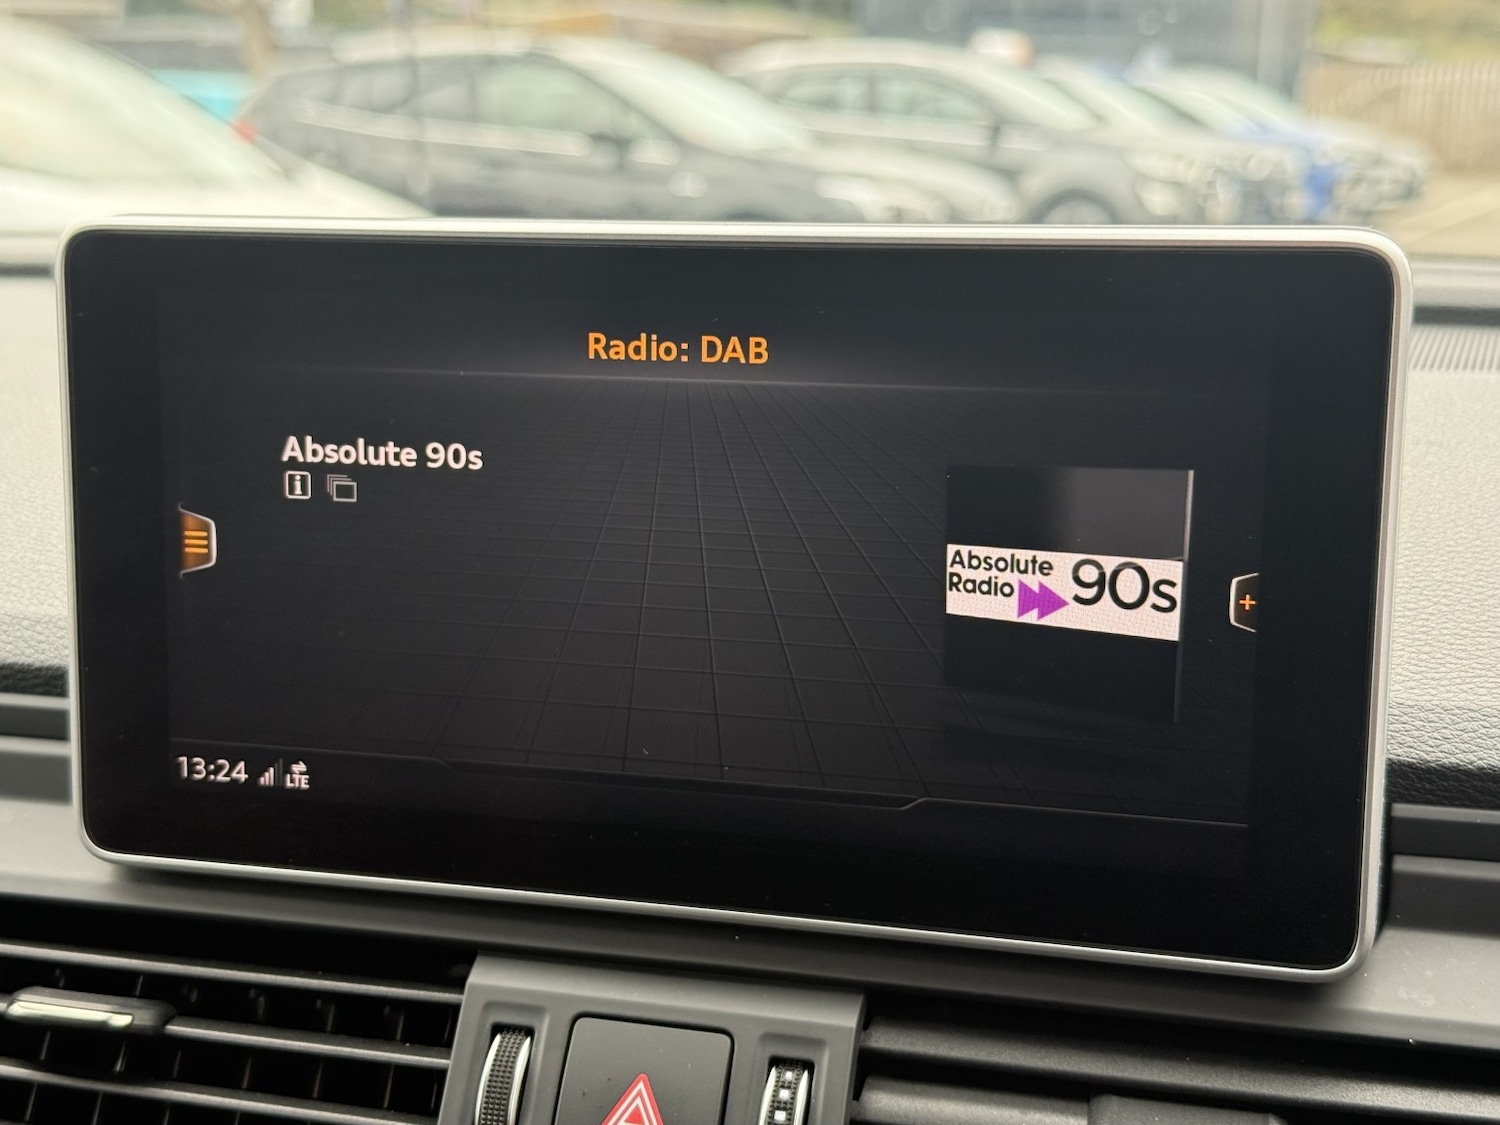 Radio: DAB
Absolute 90s
Absolute
Radio 90s
13:24 LTE